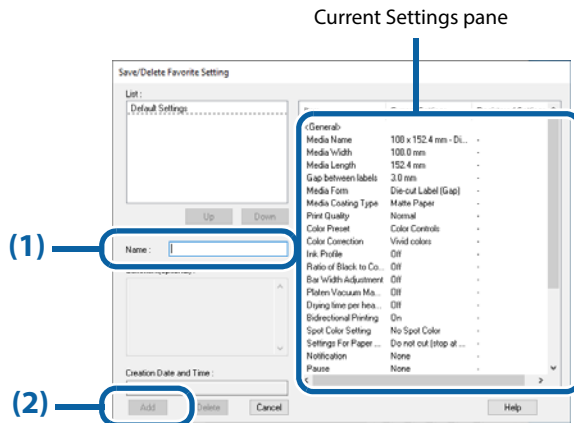 Current Settings pane
Save/Delete Favorite Setting
List :
Default Settings
Up Down
(1)
Name :
Creation Date and Time :
(2)
Add Delete Cancel
<General>
Media Name 108 x 152.4 mm - Di... -
Media Width 108.0 mm -
Media Length 152.4 mm -
Gap between labels 3.0 mm -
Media Form Die-cut Label (Gap) -
Media Coating Type Matte Paper -
Print Quality Normal -
Color Preset Color Controls -
Color Correction Vivid colors -
Ink Profile Off -
Ratio of Black to Co... Off -
Bar Width Adjustment Off -
Platen Vacuum Ma... Off -
Drying time per hea... Off -
Bidirectional Printing On -
Spot Color Setting No Spot Color -
Settings For Paper ... Do not cut (stop at ... -
Notification None -
Pause None -
Help